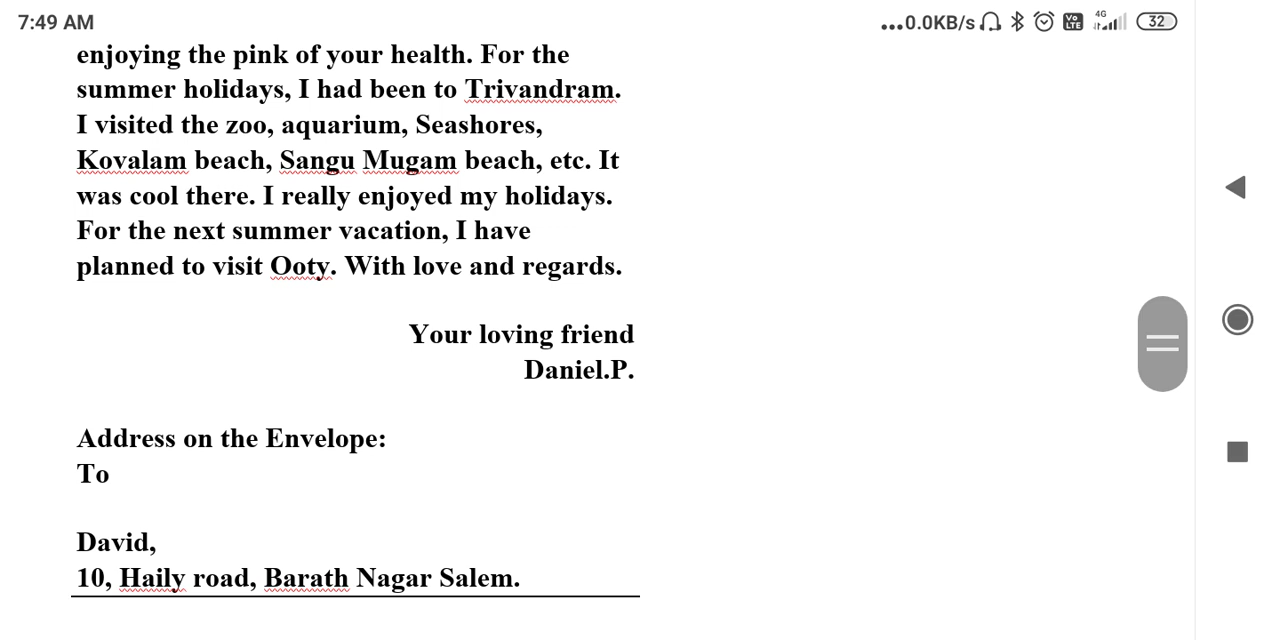 7:49 AM
...0.0KB/s Vo LTE 4G 32
enjoying the pink of your health. For the
summer holidays, I had been to Trivandram.
I visited the zoo, aquarium, Seashores,
Kovalam beach, Sangu Mugam beach, etc. It
was cool there. I really enjoyed my holidays.
For the next summer vacation, I have
planned to visit Ooty. With love and regards.
Your loving friend
Daniel.P.
Address on the Envelope:
To
David,
10, Haily road, Barath Nagar Salem.